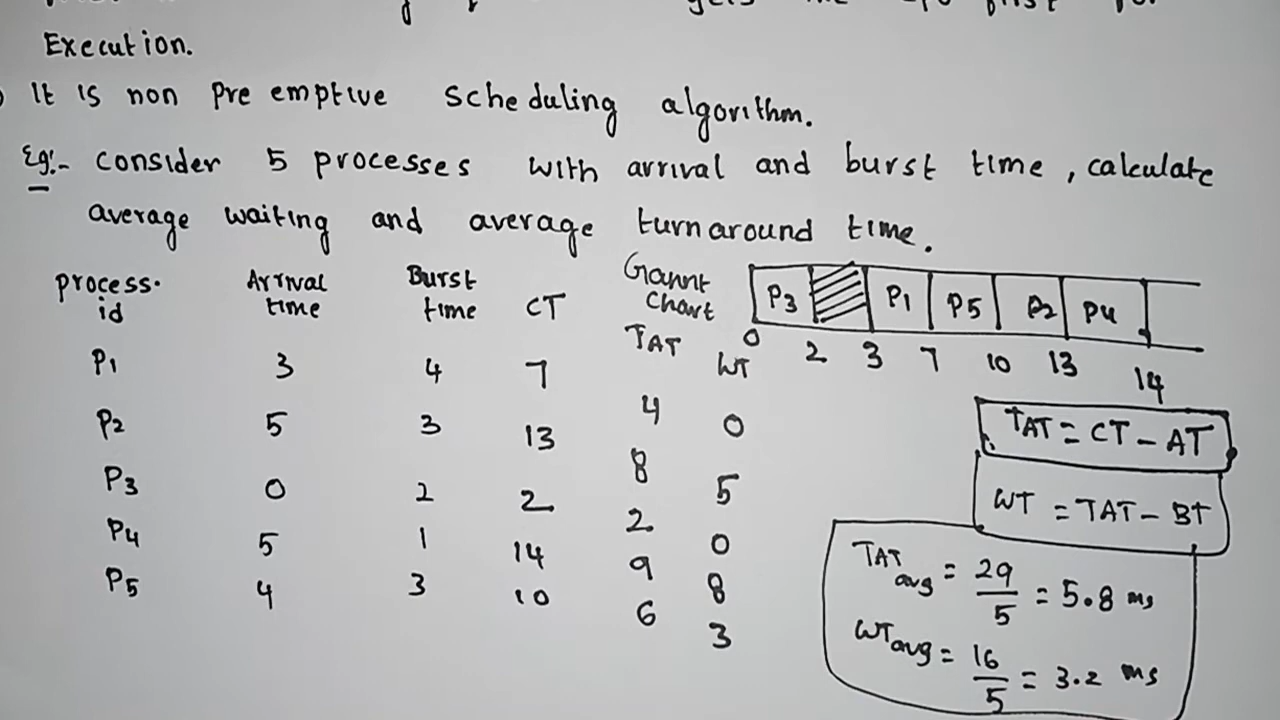 Execution.
It is non Pre emptive scheduling algorithm.
Eg:- consider 5 processes with arrival and burst time, calculate
average waiting and average turnaround time.
process. id Arrival time Burst time CT TAT WT
P1 3 4 7 4 0
P2 5 3 13 8 5
P3 0 2 2 2 0
P4 5 1 14 9 8
P5 4 3 10 6 3
Grannt chart
P3 P1 P5 P2 P4
0 2 3 7 10 13 14
TAT = CT - AT
WT = TAT - BT
TAT avg = 29/5 = 5.8 ms
WT avg = 16/5 = 3.2 ms